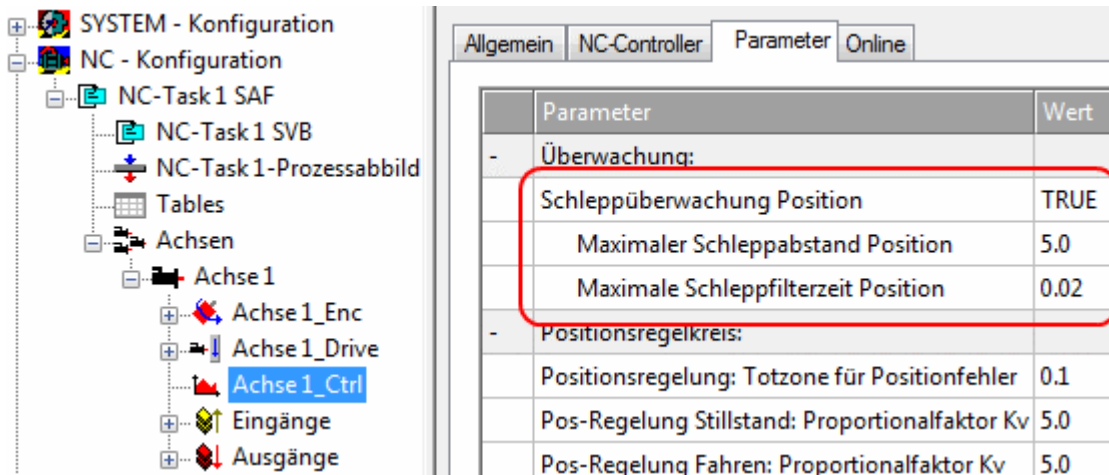 SYSTEM - Konfiguration
NC - Konfiguration
NC-Task 1 SAF
NC-Task 1 SVB
NC-Task 1-Prozessabbild
Tables
Achsen
Achse 1
Achse 1_Enc
Achse 1_Drive
Achse 1_Ctrl
Eingänge
Ausgänge
Allgemein NC-Controller Parameter Online
Parameter Wert
- Überwachung:
Schleppüberwachung Position TRUE
Maximaler Schleppabstand Position 5.0
Maximale Schleppfilterzeit Position 0.02
- Positionsregelkreis:
Positionsregelung: Totzone für Positionfehler 0.1
Pos-Regelung Stillstand: Proportionalfaktor Kv 5.0
Pos-Regelung Fahren: Proportionalfaktor Kv 5.0